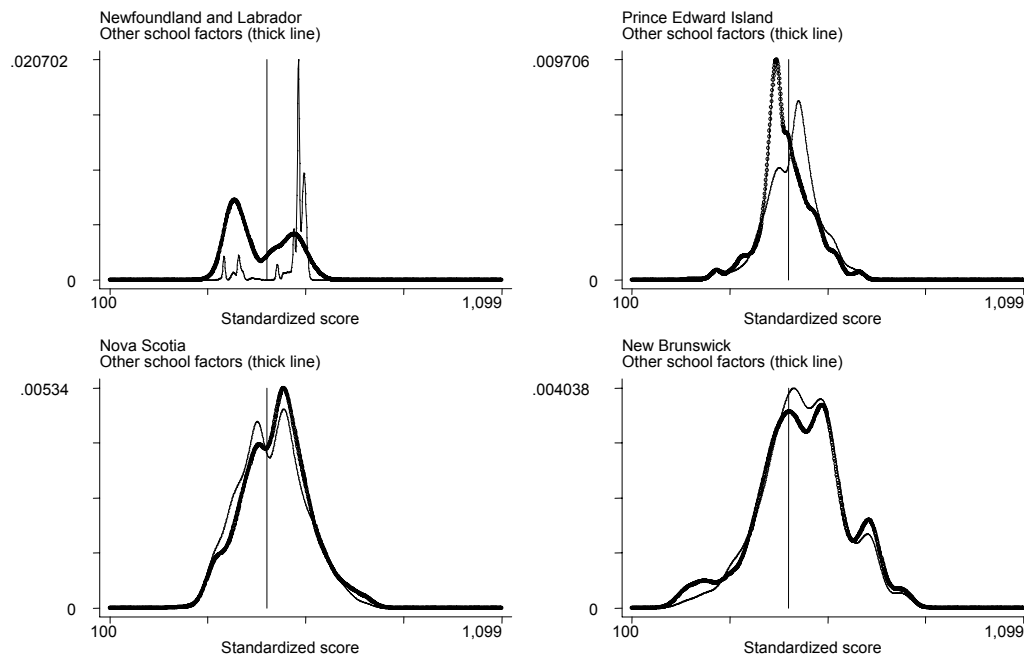 Newfoundland and Labrador
Other school factors (thick line)
.020702
0
100
1,099
Standardized score
Prince Edward Island
Other school factors (thick line)
.009706
0
100
1,099
Standardized score
Nova Scotia
Other school factors (thick line)
.00534
0
100
1,099
Standardized score
New Brunswick
Other school factors (thick line)
.004038
0
100
1,099
Standardized score